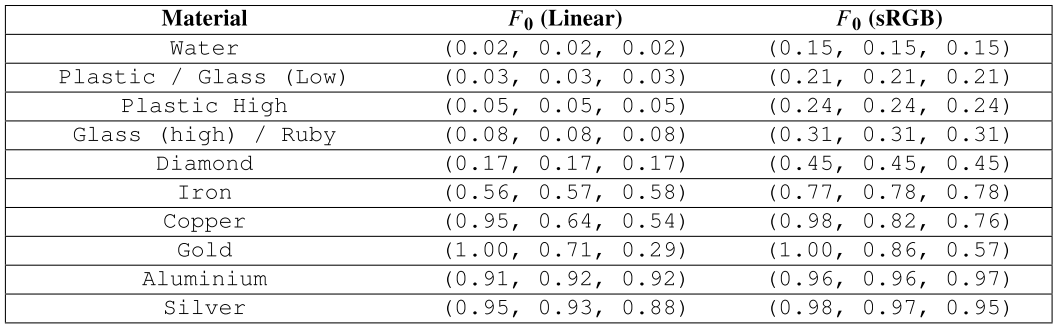 Material F0 (Linear) F0 (sRGB)
Water (0.02, 0.02, 0.02) (0.15, 0.15, 0.15)
Plastic / Glass (Low) (0.03, 0.03, 0.03) (0.21, 0.21, 0.21)
Plastic High (0.05, 0.05, 0.05) (0.24, 0.24, 0.24)
Glass (high) / Ruby (0.08, 0.08, 0.08) (0.31, 0.31, 0.31)
Diamond (0.17, 0.17, 0.17) (0.45, 0.45, 0.45)
Iron (0.56, 0.57, 0.58) (0.77, 0.78, 0.78)
Copper (0.95, 0.64, 0.54) (0.98, 0.82, 0.76)
Gold (1.00, 0.71, 0.29) (1.00, 0.86, 0.57)
Aluminium (0.91, 0.92, 0.92) (0.96, 0.96, 0.97)
Silver (0.95, 0.93, 0.88) (0.98, 0.97, 0.95)